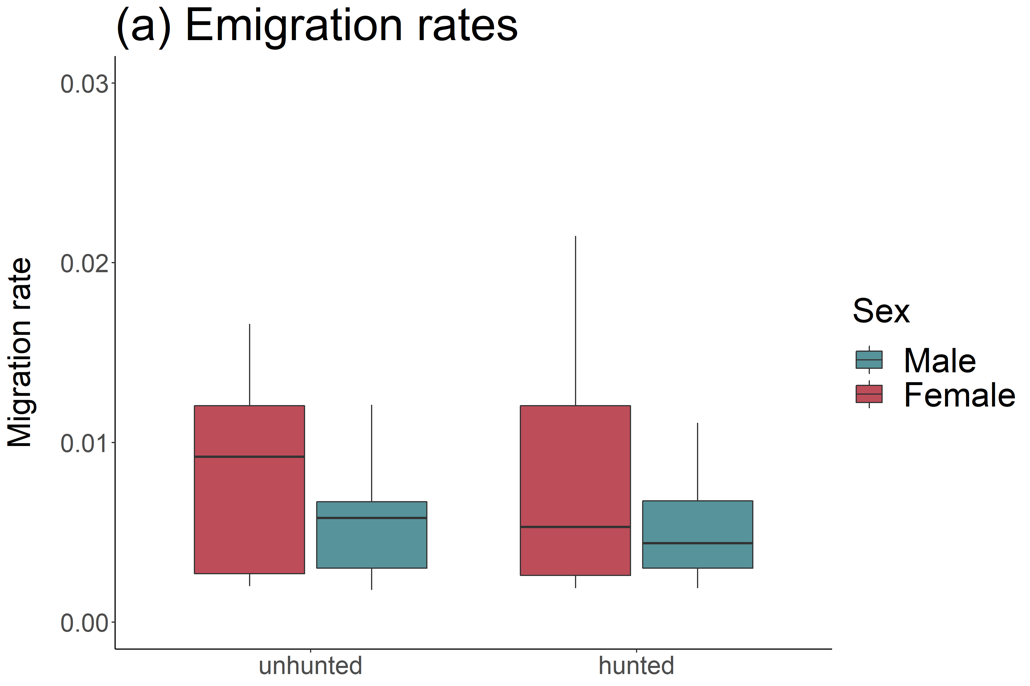 (a) Emigration rates
0.03
0.02
0.01
0.00
Migration rate
unhunted
hunted
Sex
Male
Female